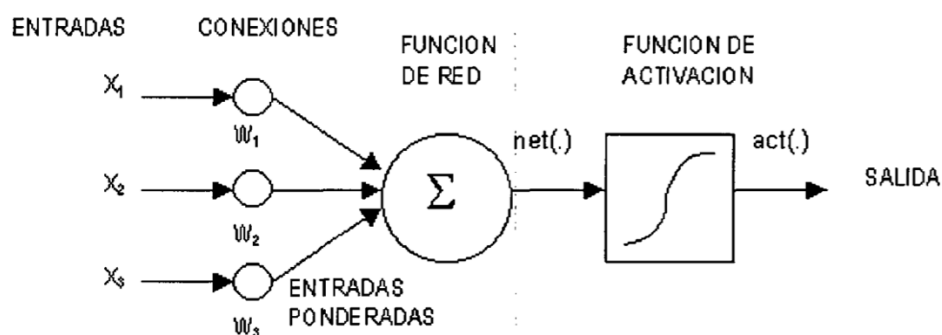 ENTRADAS
CONEXIONES
FUNCION
DE RED
FUNCION DE
ACTIVACION
X₁
W₁
net(.)
act(.)
X₂
Σ
SALIDA
W₂
X₃
ENTRADAS
PONDERADAS
W₃